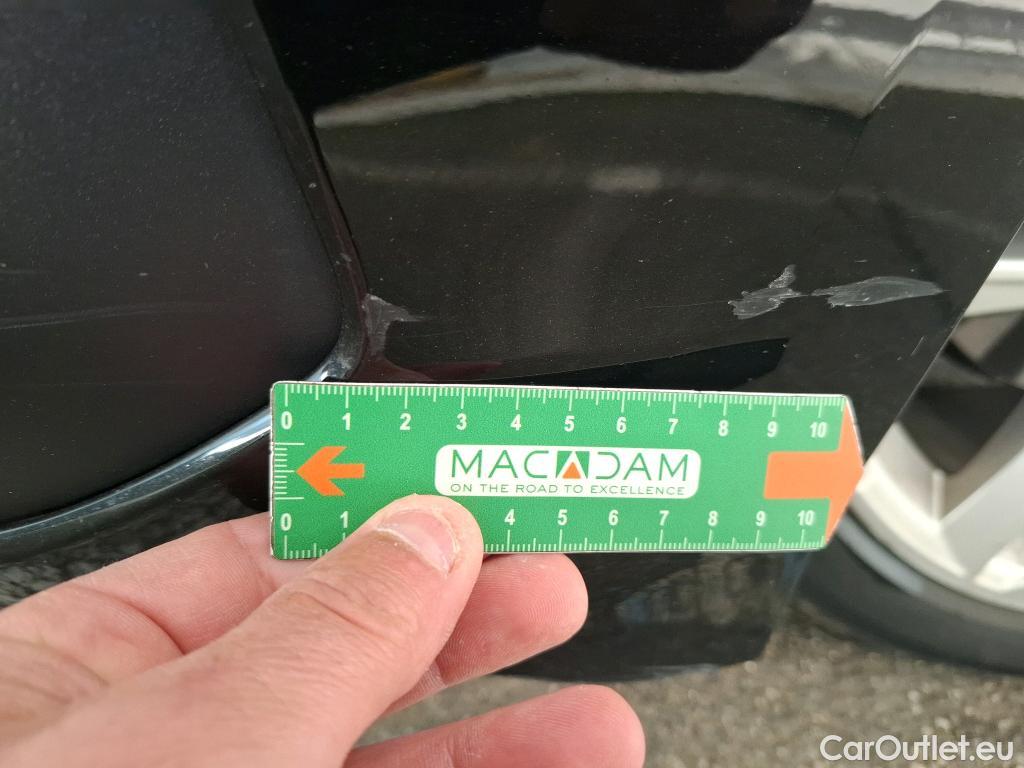 0 1 2 3 4 5 6 7 8 9 10
MACADAM
ON THE ROAD TO EXCELLENCE
0 1 4 5 6 7 8 9 10
CarOutlet.eu